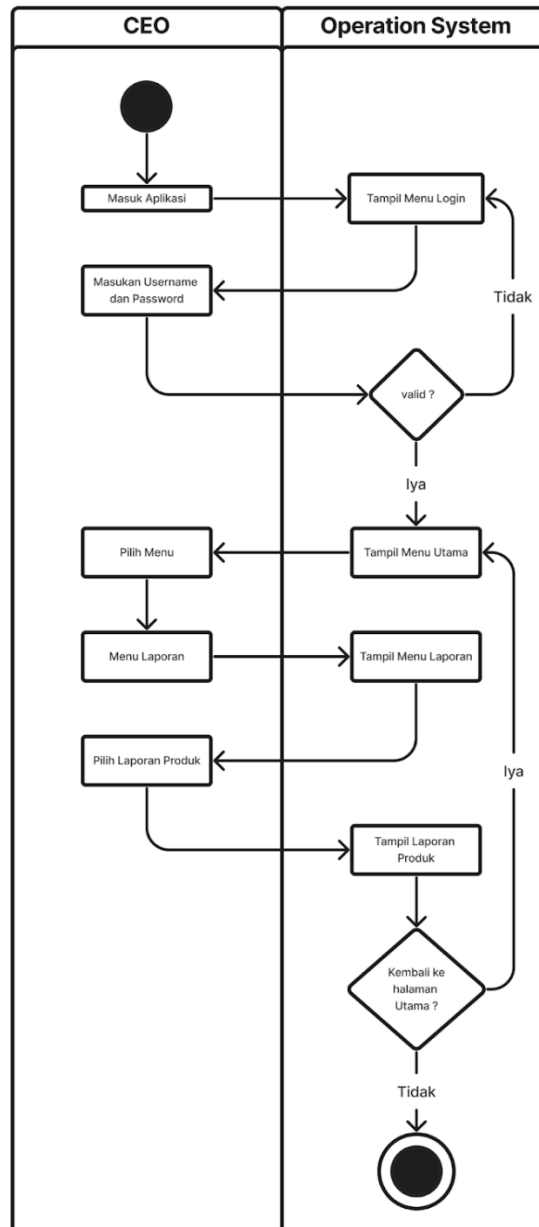 CEO
Operation System
Masuk Aplikasi
Tampil Menu Login
Masukan Username
dan Password
Tidak
valid ?
Iya
Pilih Menu
Tampil Menu Utama
Menu Laporan
Tampil Menu Laporan
Pilih Laporan Produk
Iya
Tampil Laporan
Produk
Kembali ke
halaman
Utama ?
Tidak